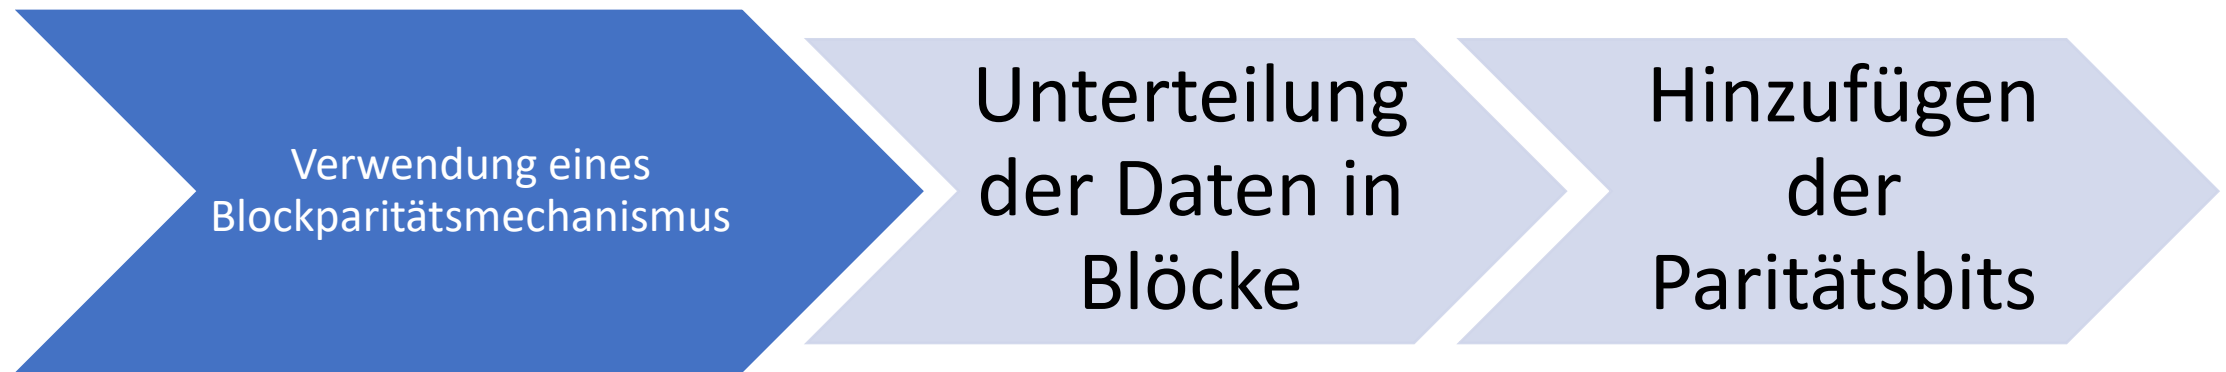 Verwendung eines
Blockparitätsmechanismus
Unterteilung
der Daten in
Blöcke
Hinzufügen
der
Paritätsbits